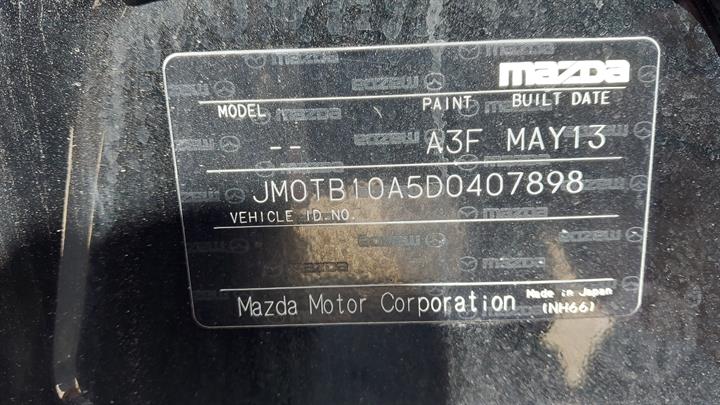 mazda
MODEL PAINT BUILT DATE
-- A3F MAY13
JM0TB10A5D0407898
VEHICLE ID.NO.
Mazda Motor Corporation Made in Japan
(NH66)